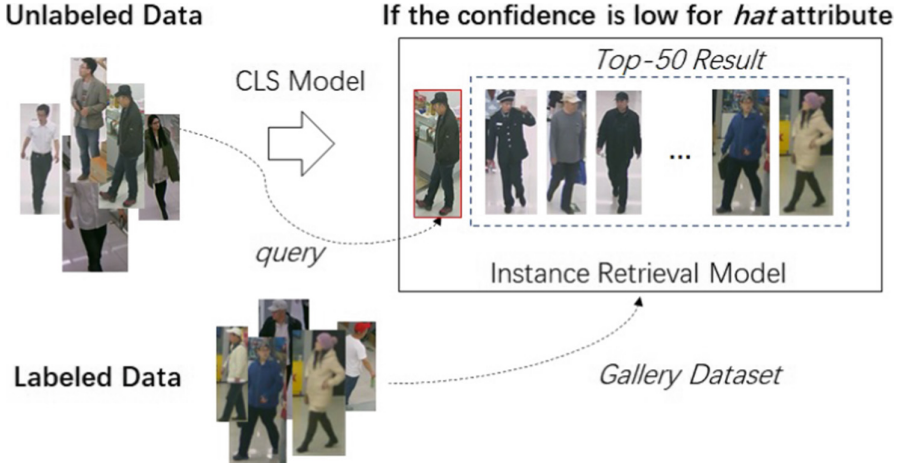 Unlabeled Data
If the confidence is low for hat attribute
Top-50 Result
CLS Model
...
query
Instance Retrieval Model
Labeled Data
Gallery Dataset